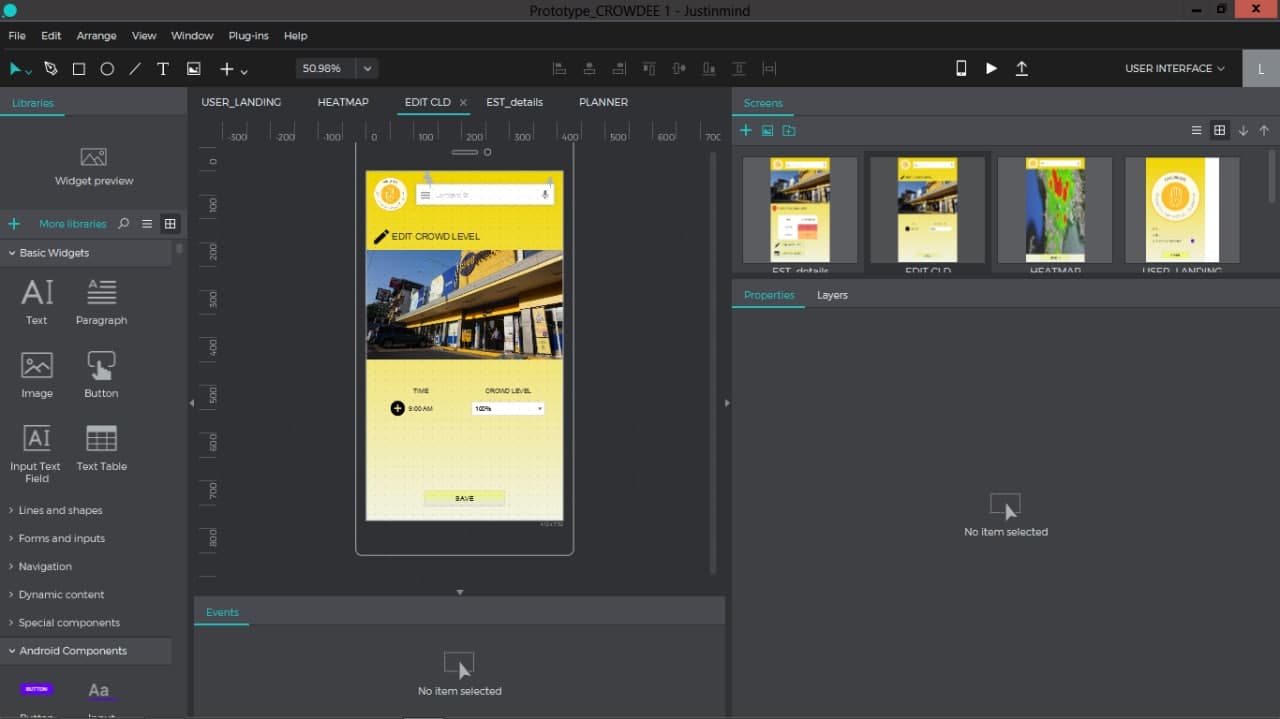 Prototype_CROWDEE 1 - Justinmind
File Edit Arrange View Window Plug-ins Help
50.98%
USER INTERFACE
L
Libraries
Widget preview
More libraries
Basic Widgets
Text Paragraph
Image Button
Input Text Field Text Table
Lines and shapes
Forms and inputs
Navigation
Dynamic content
Special components
Android Components
BUTTON Aa
Button Input
USER_LANDING HEATMAP EDIT CLD EST_details PLANNER
-300 -200 -100 0 100 200 300 400 500 600 700
0
100
200
300
400
500
600
700
800
EDIT CROWD LEVEL
TIME CROWD LEVEL
9:00 AM 100%
SAVE
Events
No item selected
Screens
EST_details EDIT CLD HEATMAP USER_LANDING
Properties Layers
No item selected